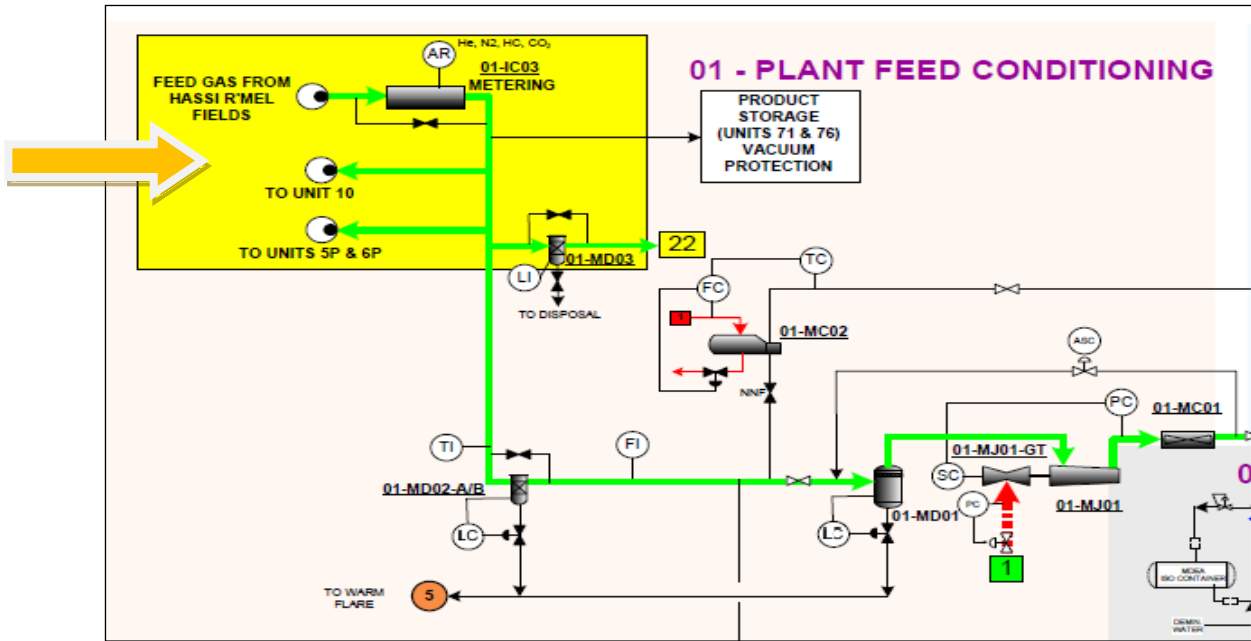 He, N2, HC, CO₂
AR
01-IC03
METERING
FEED GAS FROM
HASSI R'MEL
FIELDS
01 - PLANT FEED CONDITIONING
PRODUCT
STORAGE
(UNITS 71 & 76)
VACUUM
PROTECTION
TO UNIT 10
TO UNITS 5P & 6P
22
01-MD03
LI
TO DISPOSAL
TC
FC
1
01-MC02
NNF
ASC
PC
01-MC01
TI
FI
01-MJ01-GT
SC
01-MD02-A/B
PC
01-MJ01
01-MD01
LC
LC
1
0
MDEA
ISO CONTAINER
TO WARM
FLARE
5
DEMIN
WATER